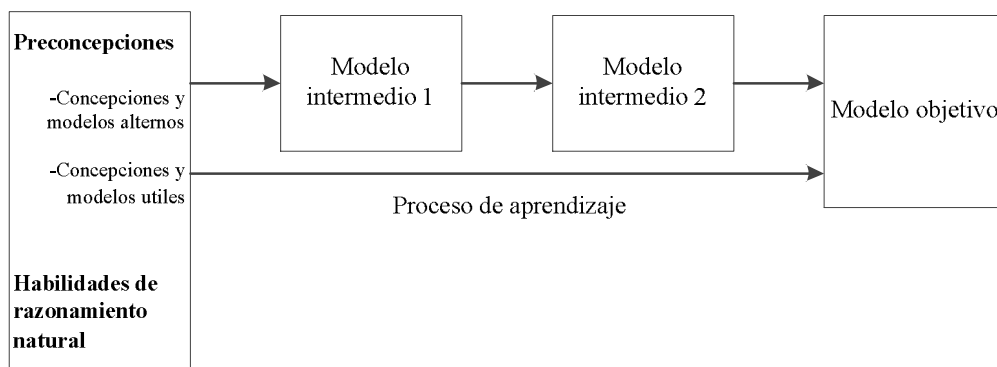 Preconcepciones
-Concepciones y
modelos alternos
-Concepciones y
modelos utiles
Habilidades de
razonamiento
natural
Modelo
intermedio 1
Modelo
intermedio 2
Modelo objetivo
Proceso de aprendizaje